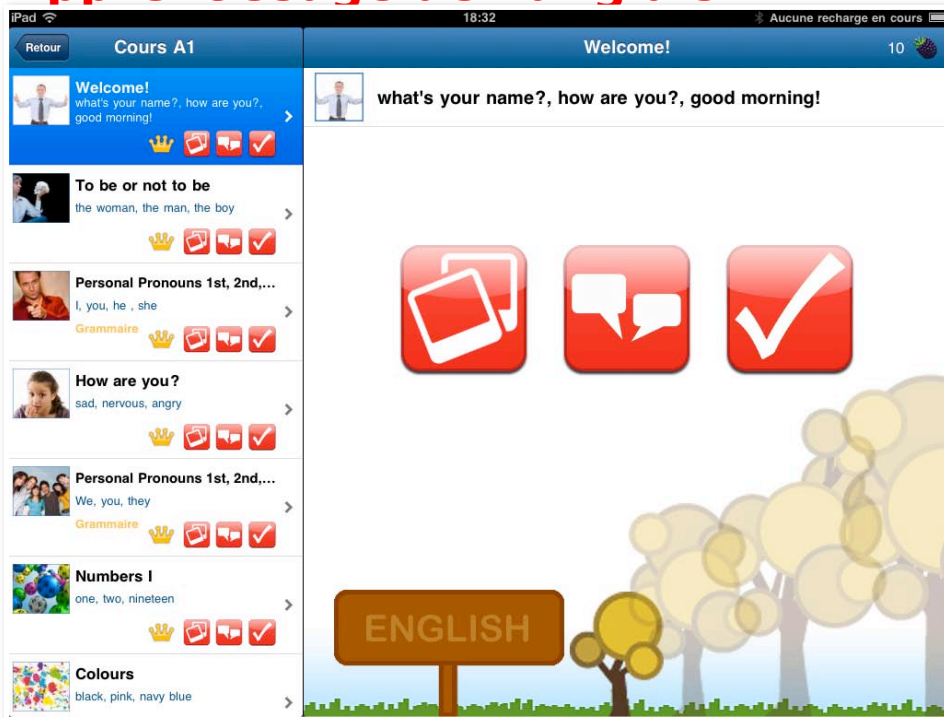 iPad 18:32 Aucune recharge en cours
Retour Cours A1
Welcome!
what's your name?, how are you?,
good morning!
To be or not to be
the woman, the man, the boy
Personal Pronouns 1st, 2nd,...
I, you, he , she
Grammaire
How are you?
sad, nervous, angry
Personal Pronouns 1st, 2nd,...
We, you, they
Grammaire
Numbers I
one, two, nineteen
Colours
black, pink, navy blue
Welcome! 10
what's your name?, how are you?, good morning!
ENGLISH